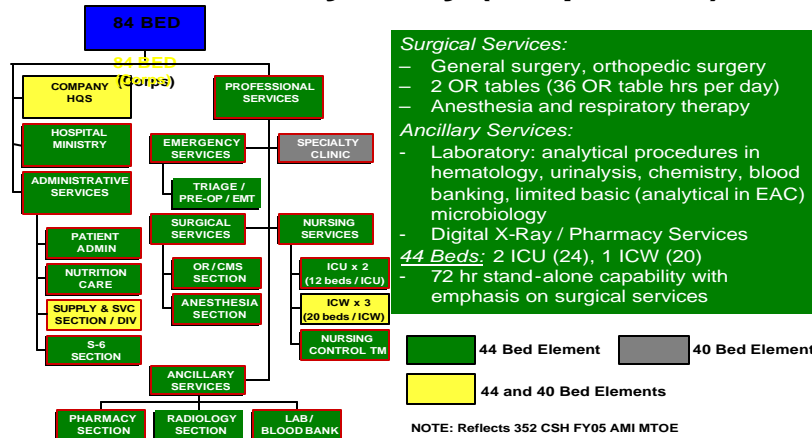 84 BED
84 BED
(Corps)
COMPANY
HQS
PROFESSIONAL
SERVICES
HOSPITAL
MINISTRY
EMERGENCY
SERVICES
SPECIALTY
CLINIC
ADMINISTRATIVE
SERVICES
TRIAGE /
PRE-OP / EMT
PATIENT
ADMIN
SURGICAL
SERVICES
NURSING
SERVICES
NUTRITION
CARE
OR/CMS
SECTION
ICU x 2
(12 beds / ICU)
SUPPLY & SVC
SECTION / DIV
ANESTHESIA
SECTION
ICW x 3
(20 beds / ICW)
S-6
SECTION
NURSING
CONTROL TM
ANCILLARY
SERVICES
PHARMACY
SECTION
RADIOLOGY
SECTION
LAB/
BLOOD BANK
Surgical Services:
– General surgery, orthopedic surgery
– 2 OR tables (36 OR table hrs per day)
– Anesthesia and respiratory therapy
Ancillary Services:
- Laboratory: analytical procedures in
hematology, urinalysis, chemistry, blood
banking, limited basic (analytical in EAC)
microbiology
- Digital X-Ray / Pharmacy Services
44 Beds: 2 ICU (24), 1 ICW (20)
- 72 hr stand-alone capability with
emphasis on surgical services
44 Bed Element
40 Bed Element
44 and 40 Bed Elements
NOTE: Reflects 352 CSH FY05 AMI MTOE